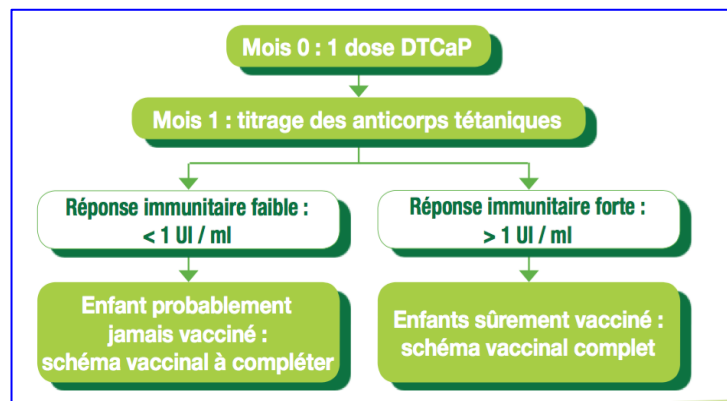 Mois 0 : 1 dose DTCaP
Mois 1 : titrage des anticorps tétaniques
Réponse immunitaire faible :
< 1 UI / ml
Réponse immunitaire forte :
> 1 UI / ml
Enfant probablement
jamais vacciné :
schéma vaccinal à compléter
Enfants sûrement vacciné :
schéma vaccinal complet